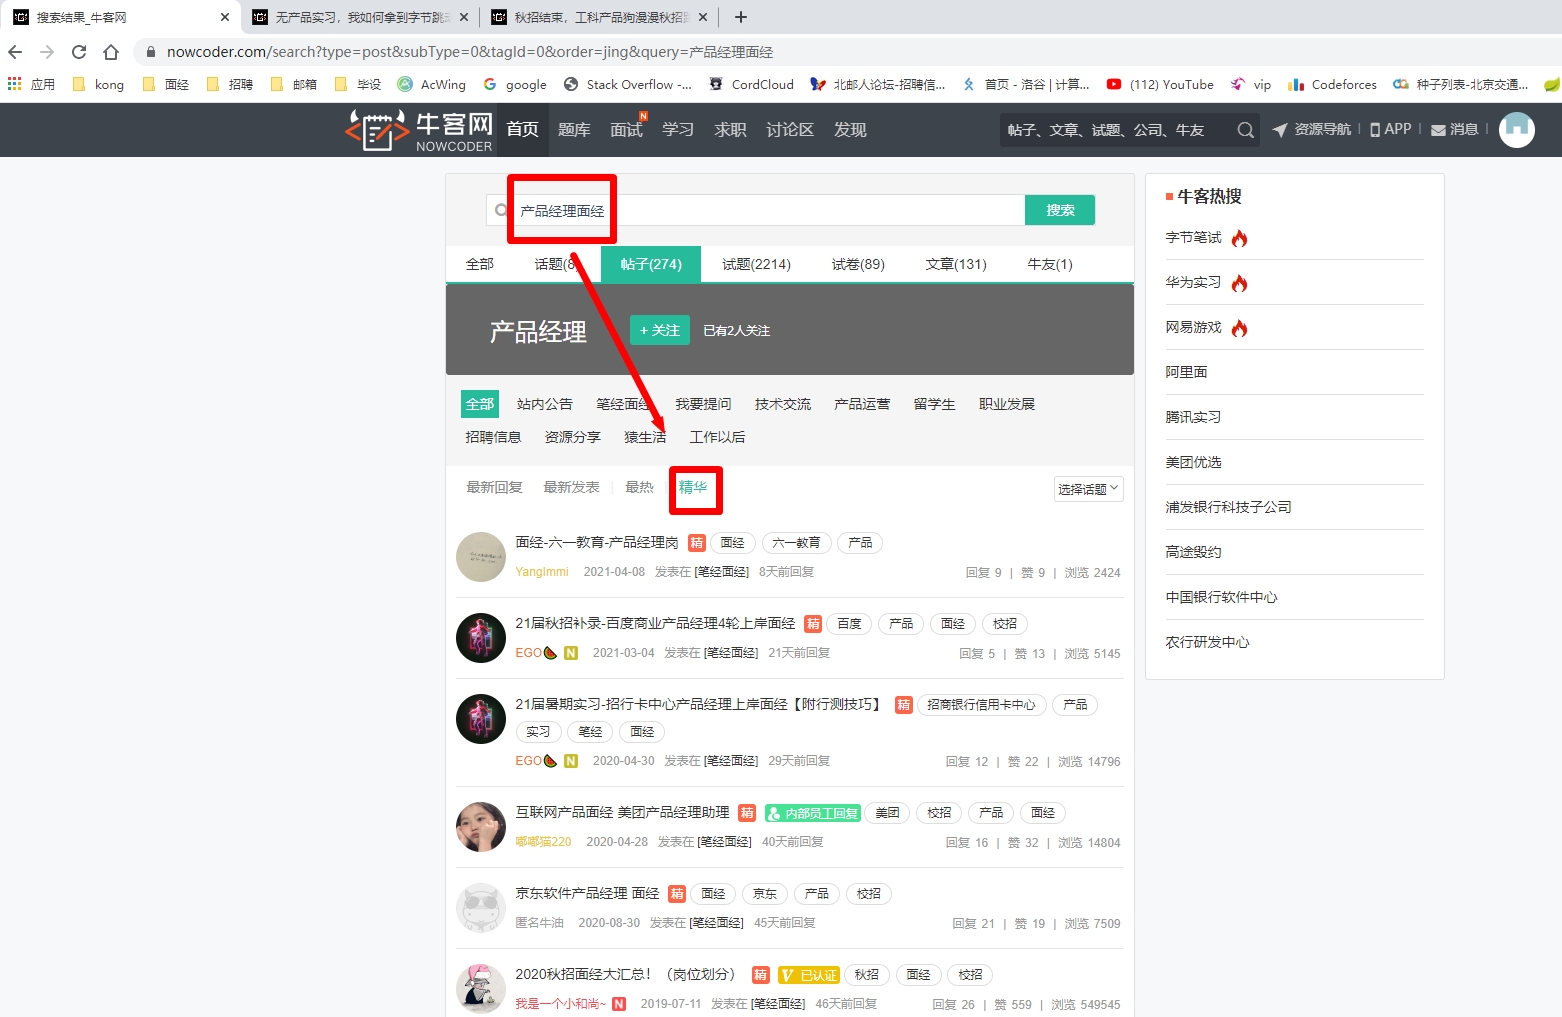 搜索结果_牛客网
无产品实习，我如何拿到字节跳动
秋招结束，工科产品狗漫漫秋招路
nowcoder.com/search?type=post&subType=0&tagId=0&order=jing&query=产品经理面经
应用 kong 面经 招聘 邮箱 毕设 AcWing google Stack Overflow -... CordCloud 北邮人论坛-招聘信... 首页 - 洛谷 | 计算... (112) YouTube vip Codeforces 种子列表-北京交通...
牛客网
NOWCODER
首页 题库 面试 N 学习 求职 讨论区 发现
帖子、文章、试题、公司、牛友
资源导航 | APP | 消息 |
产品经理面经
搜索
全部 话题(8 帖子(274) 试题(2214) 试卷(89) 文章(131) 牛友(1)
产品经理 + 关注 已有2人关注
全部 站内公告 笔经面经 我要提问 技术交流 产品运营 留学生 职业发展
招聘信息 资源分享 猿生活 工作以后
最新回复 最新发表 最热 精华
选择话题
面经-六一教育-产品经理岗 精 面经 六一教育 产品
YangImmi 2021-04-08 发表在 [笔经面经] 8天前回复 回复 9 | 赞 9 | 浏览 2424
21届秋招补录-百度商业产品经理4轮上岸面经 精 百度 产品 面经 校招
EGO🍉 N 2021-03-04 发表在 [笔经面经] 21天前回复 回复 5 | 赞 13 | 浏览 5145
21届暑期实习-招行卡中心产品经理上岸面经【附行测技巧】 精 招商银行信用卡中心 产品
实习 笔经 面经
EGO🍉 N 2020-04-30 发表在 [笔经面经] 29天前回复 回复 12 | 赞 22 | 浏览 14796
互联网产品面经 美团产品经理助理 精 内部员工回复 美团 校招 产品 面经
嘟嘟猫220 2020-04-28 发表在 [笔经面经] 40天前回复 回复 16 | 赞 32 | 浏览 14804
京东软件产品经理 面经 精 面经 京东 产品 校招
匿名牛油 2020-08-30 发表在 [笔经面经] 45天前回复 回复 21 | 赞 19 | 浏览 7509
2020秋招面经大汇总！（岗位划分） 精 V 已认证 秋招 面经 校招
我是一个小和尚~ N 2019-07-11 发表在 [笔经面经] 46天前回复 回复 26 | 赞 559 | 浏览 549545
牛客热搜
字节笔试
华为实习
网易游戏
阿里面
腾讯实习
美团优选
浦发银行科技子公司
高途毁约
中国银行软件中心
农行研发中心